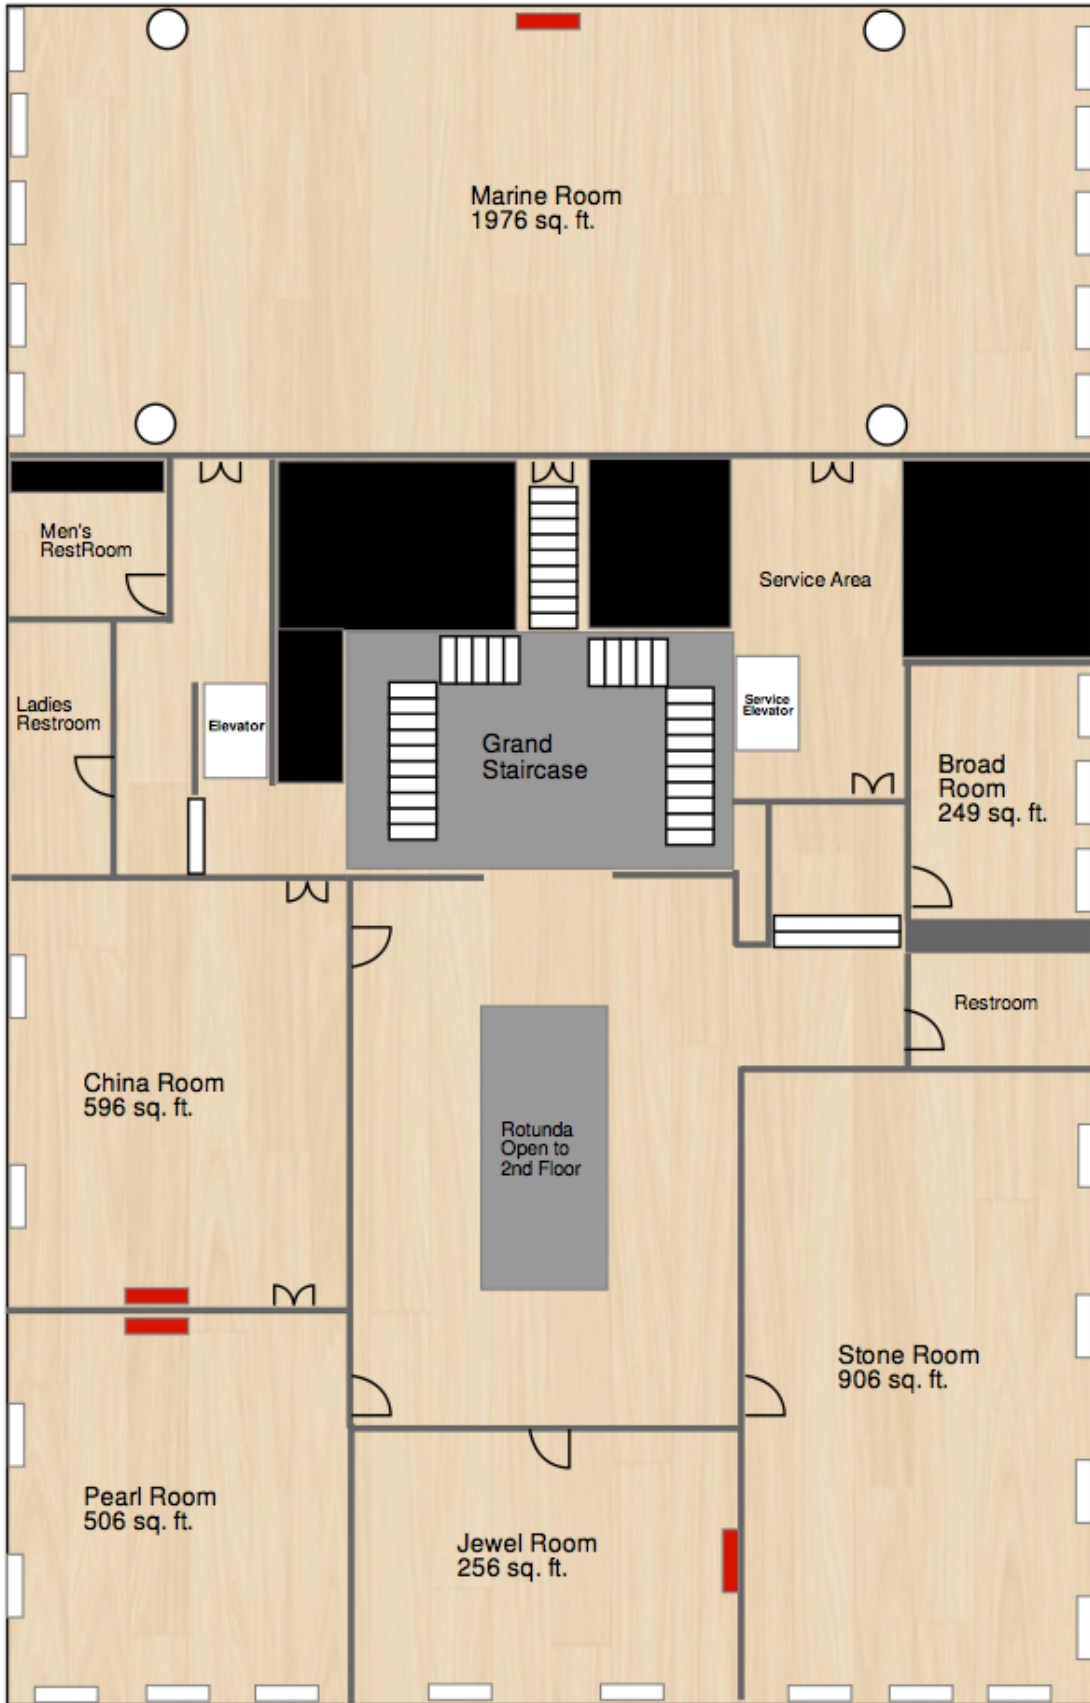 Marine Room
1976 sq. ft.
Men's
RestRoom
Service Area
Ladies
Restroom
Elevator
Grand
Staircase
Service
Elevator
Broad
Room
249 sq. ft.
Restroom
China Room
596 sq. ft.
Rotunda
Open to
2nd Floor
Stone Room
906 sq. ft.
Pearl Room
506 sq. ft.
Jewel Room
256 sq. ft.